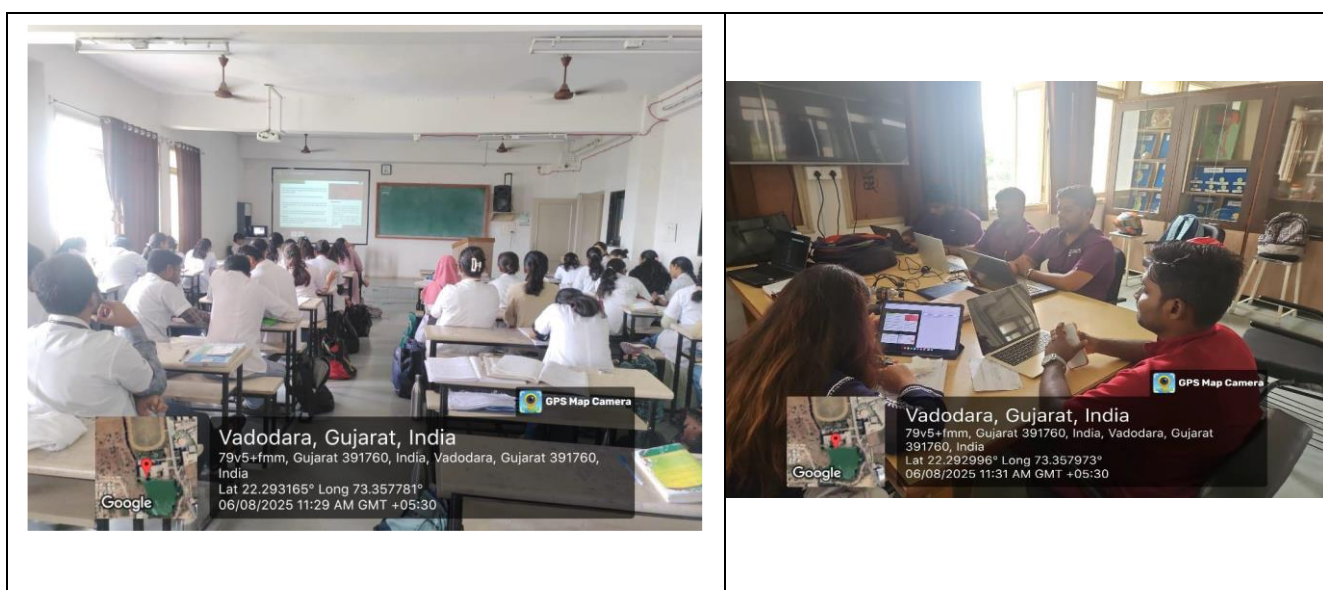 GPS Map Camera
Vadodara, Gujarat, India
79v5+fmm, Gujarat 391760, India, Vadodara, Gujarat 391760,
India
Lat 22.293165° Long 73.357781°
06/08/2025 11:29 AM GMT +05:30
Google
GPS Map Camera
Vadodara, Gujarat, India
79v5+fmm, Gujarat 391760, India, Vadodara, Gujarat
391760, India
Lat 22.292996° Long 73.357973°
06/08/2025 11:31 AM GMT +05:30
Google